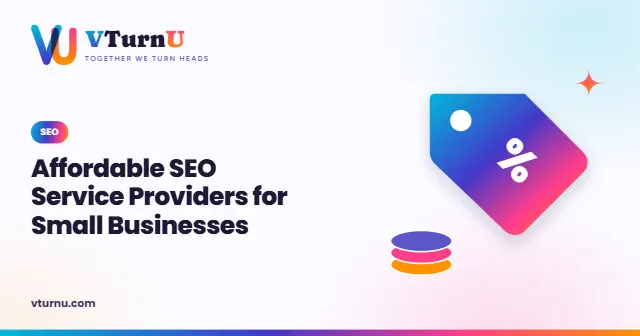 VTurnU
TOGETHER WE TURN HEADS
SEO
Affordable SEO
Service Providers for
Small Businesses
%
vturnu.com